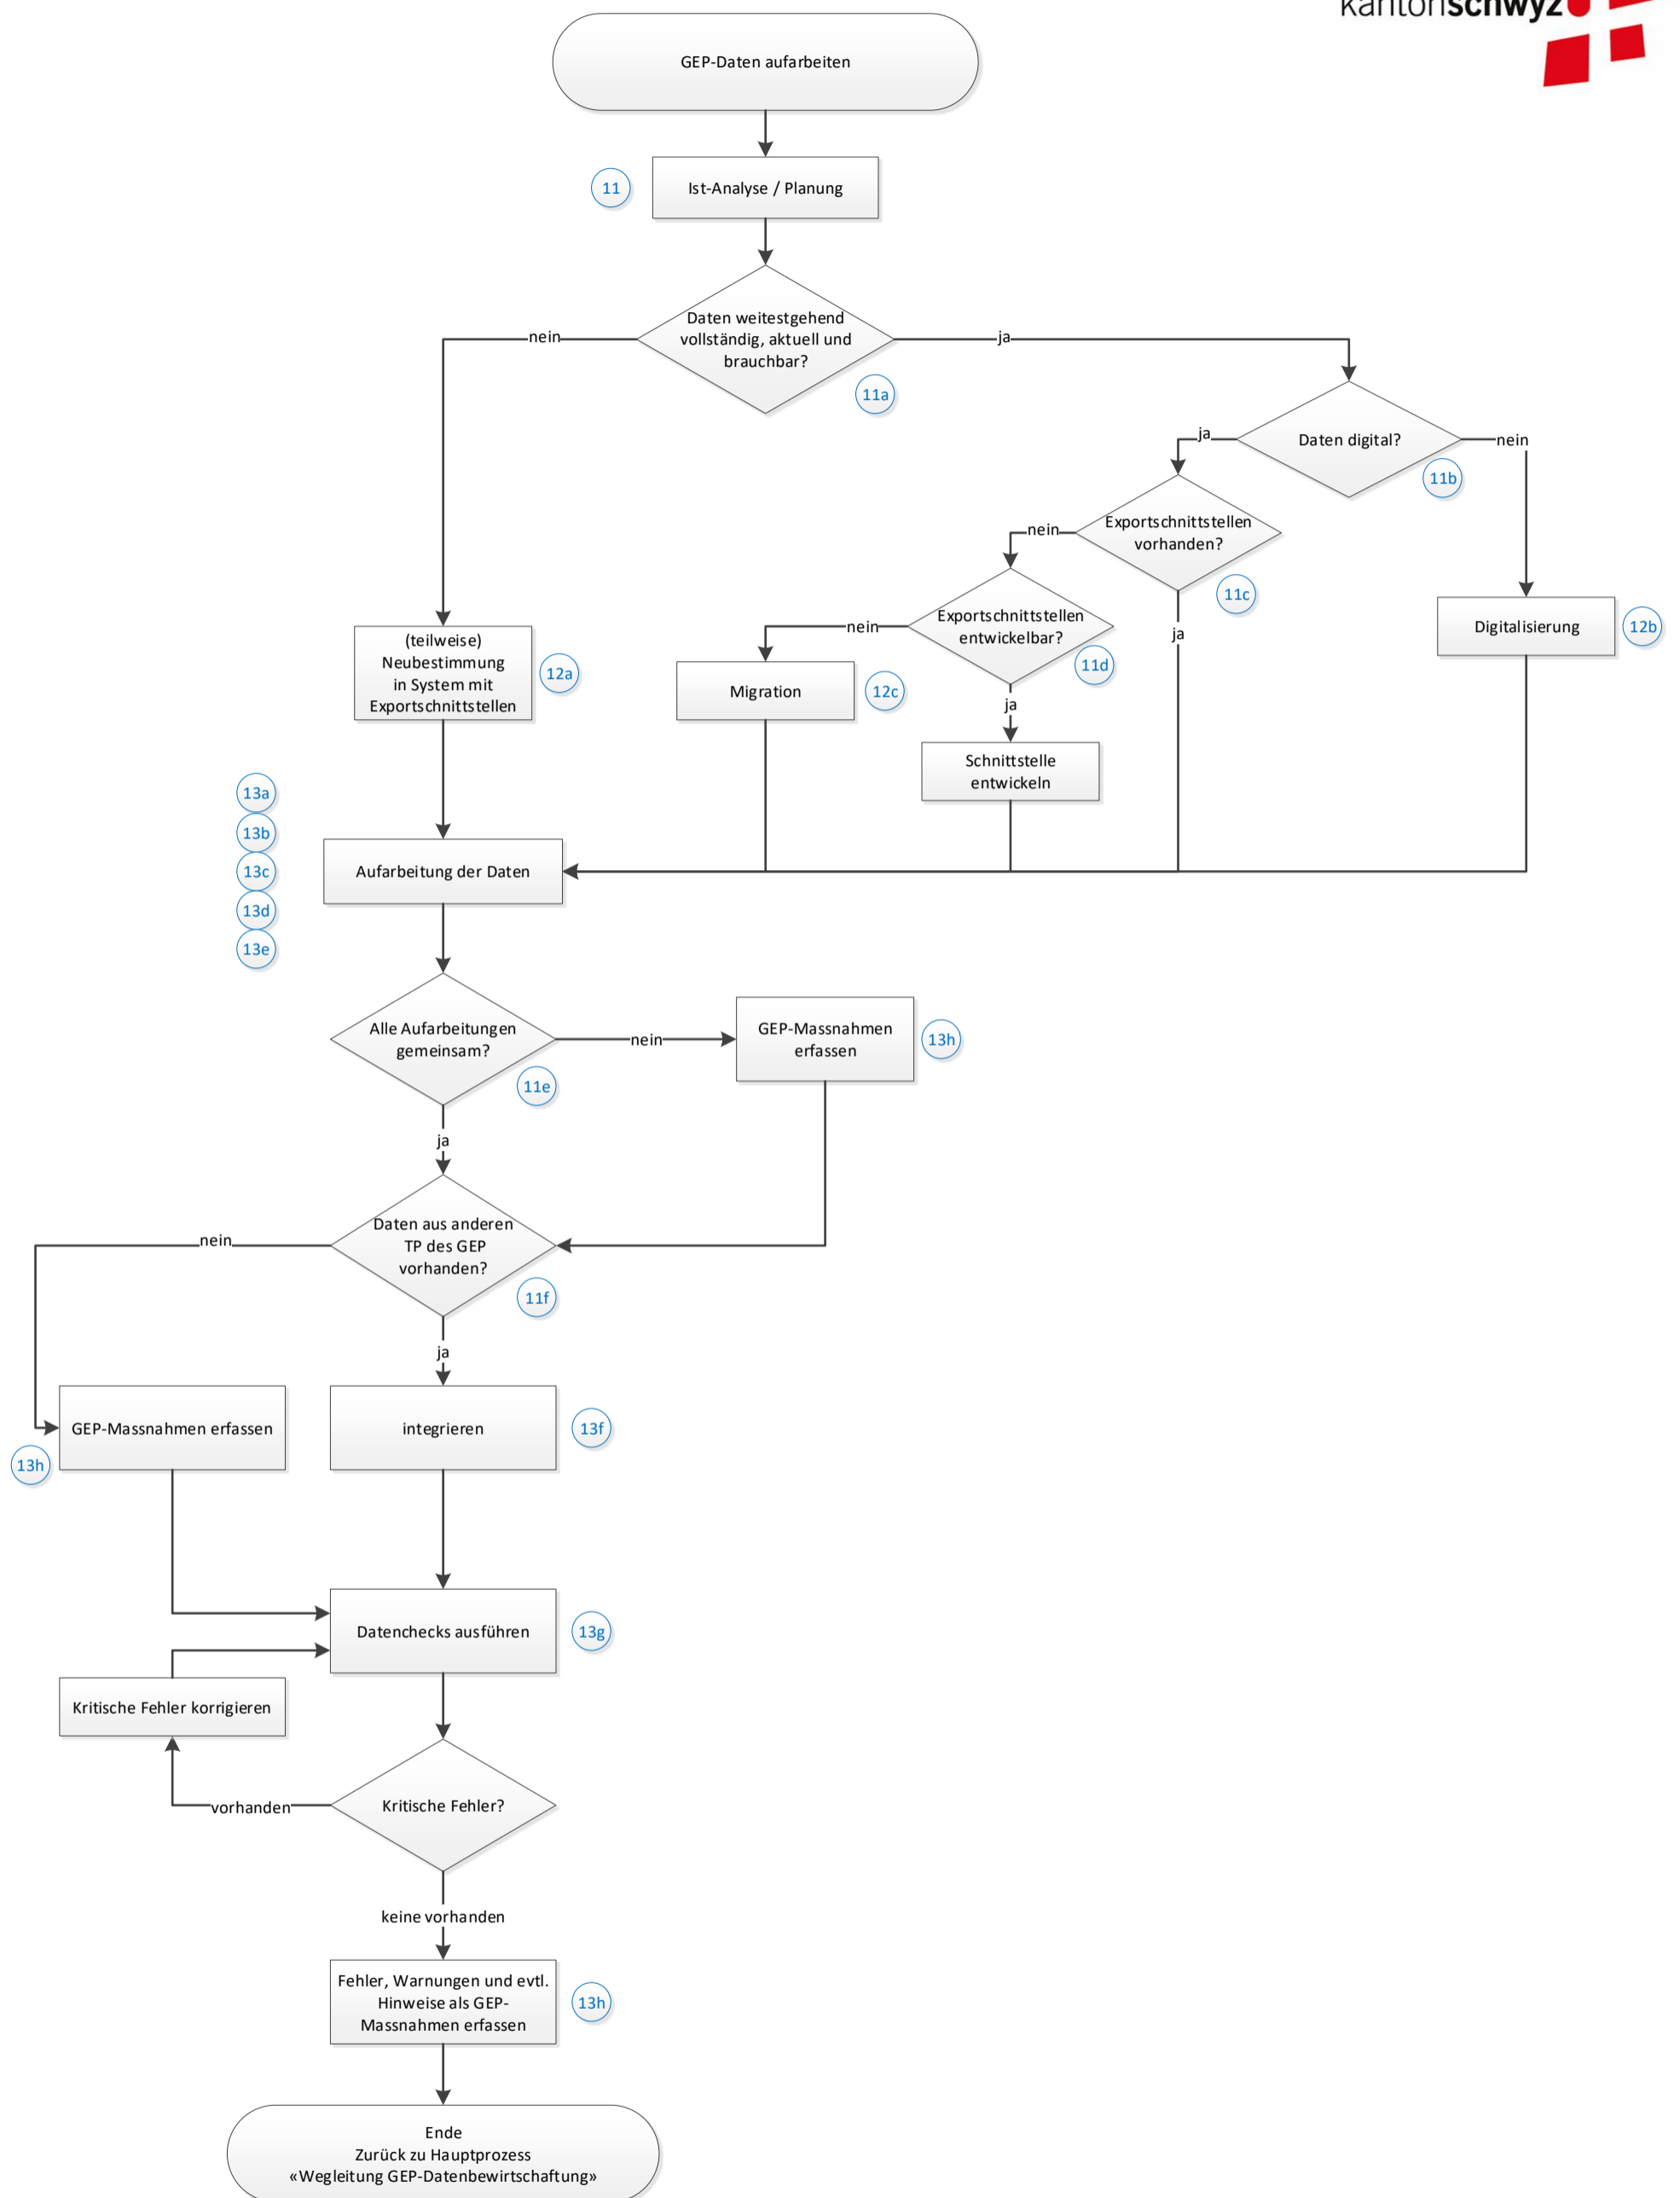 kantonschwyz
GEP-Daten aufarbeiten
11
Ist-Analyse / Planung
Daten weitestgehend
vollständig, aktuell und
brauchbar?
nein
ja
11a
Daten digital?
ja
nein
11b
Exportschnittstellen
vorhanden?
nein
11c
ja
Exportschnittstellen
entwickelbar?
nein
11d
ja
Digitalisierung
12b
(teilweise)
Neubestimmung
in System mit
Exportschnittstellen
12a
Migration
12c
Schnittstelle
entwickeln
13a
13b
13c
13d
13e
Aufarbeitung der Daten
Alle Aufarbeitungen
gemeinsam?
nein
11e
GEP-Massnahmen
erfassen
13h
ja
Daten aus anderen
TP des GEP
vorhanden?
nein
11f
ja
GEP-Massnahmen erfassen
13h
integrieren
13f
Datenchecks ausführen
13g
Kritische Fehler korrigieren
vorhanden
Kritische Fehler?
keine vorhanden
Fehler, Warnungen und evtl.
Hinweise als GEP-
Massnahmen erfassen
13h
Ende
Zurück zu Hauptprozess
«Wegleitung GEP-Datenbewirtschaftung»